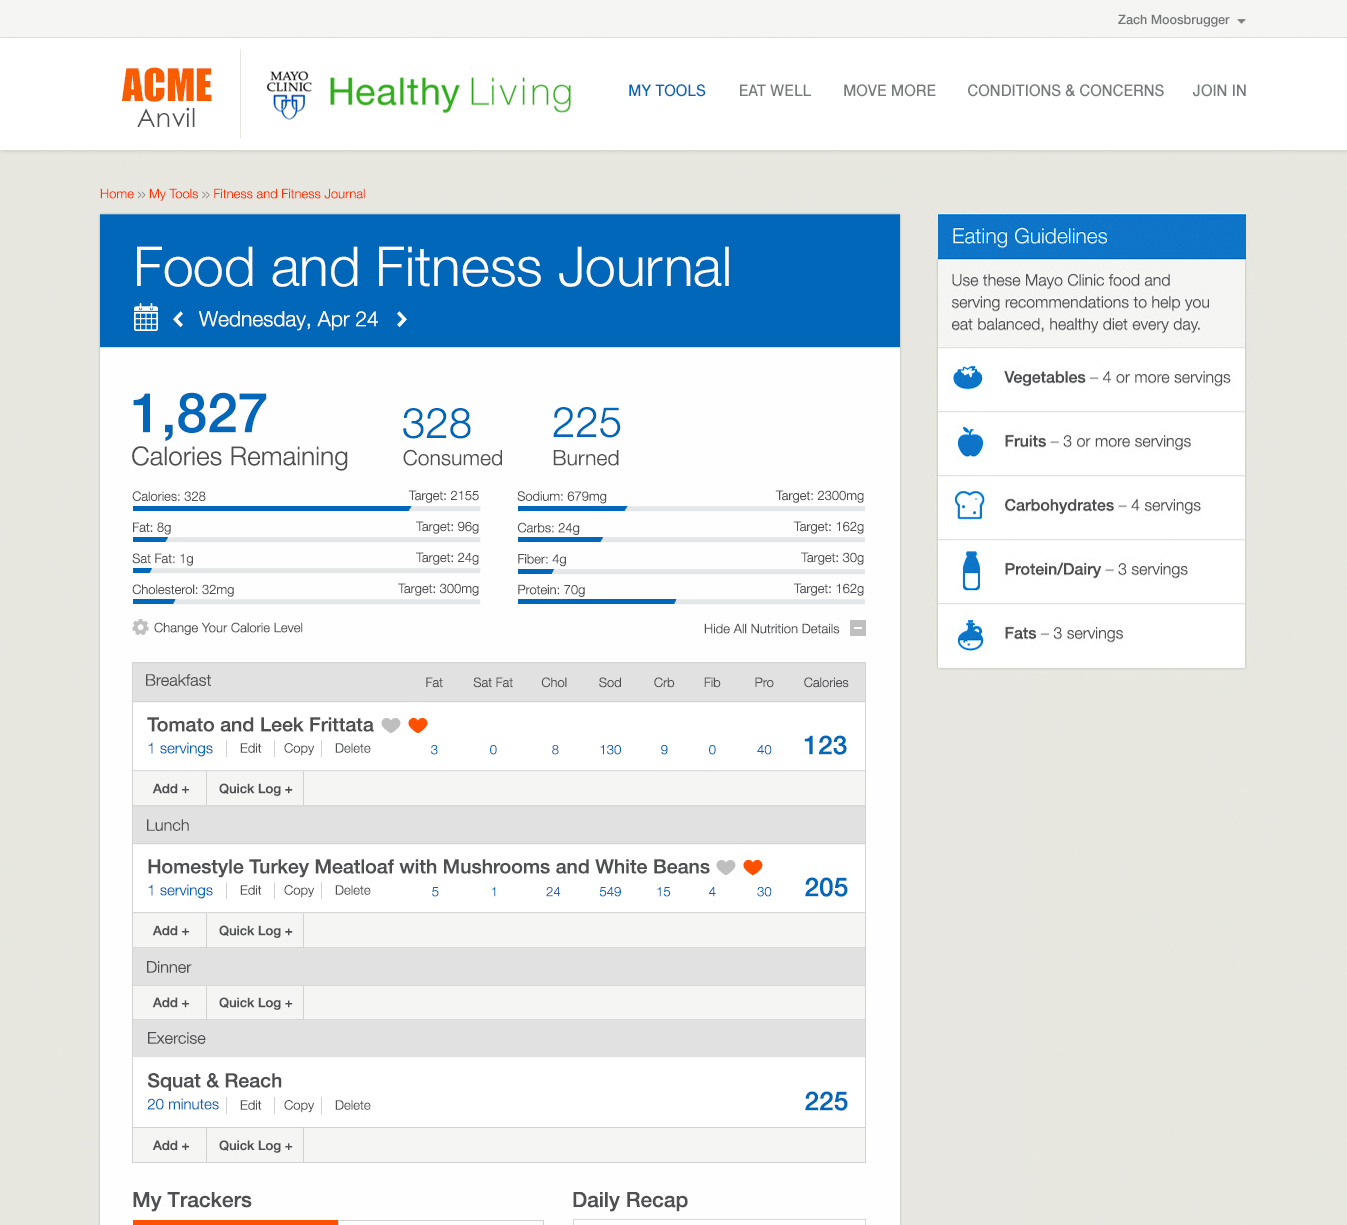 Zach Moosbrugger
ACME
Anvil
MAYO
CLINIC
Healthy Living
MY TOOLS EAT WELL MOVE MORE CONDITIONS & CONCERNS JOIN IN
Home » My Tools » Fitness and Fitness Journal
Food and Fitness Journal
Wednesday, Apr 24
1,827
Calories Remaining
328
Consumed
225
Burned
Calories: 328 Target: 2155
Fat: 8g Target: 96g
Sat Fat: 1g Target: 24g
Cholesterol: 32mg Target: 300mg
Sodium: 679mg Target: 2300mg
Carbs: 24g Target: 162g
Fiber: 4g Target: 30g
Protein: 70g Target: 162g
Change Your Calorie Level
Hide All Nutrition Details
Breakfast Fat Sat Fat Chol Sod Crb Fib Pro Calories
Tomato and Leek Frittata
1 servings Edit Copy Delete 3 0 8 130 9 0 40 123
Add + Quick Log +
Lunch
Homestyle Turkey Meatloaf with Mushrooms and White Beans
1 servings Edit Copy Delete 5 1 24 549 15 4 30 205
Add + Quick Log +
Dinner
Add + Quick Log +
Exercise
Squat & Reach
20 minutes Edit Copy Delete 225
Add + Quick Log +
My Trackers
Daily Recap
Eating Guidelines
Use these Mayo Clinic food and
serving recommendations to help you
eat balanced, healthy diet every day.
Vegetables – 4 or more servings
Fruits – 3 or more servings
Carbohydrates – 4 servings
Protein/Dairy – 3 servings
Fats – 3 servings